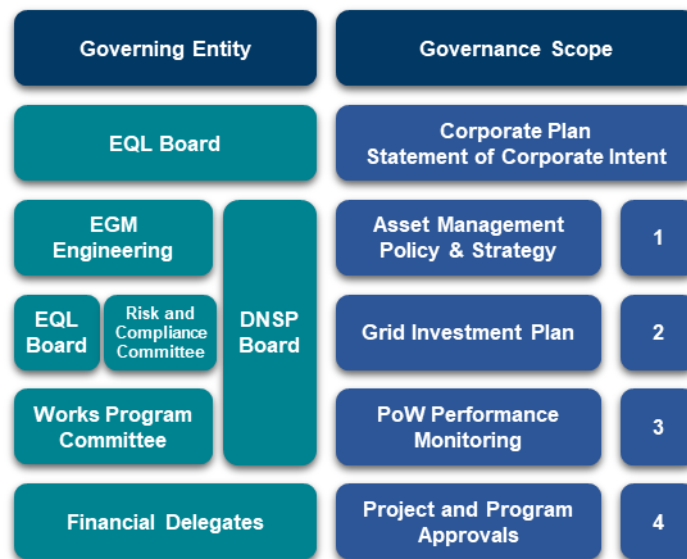 Governing Entity
Governance Scope
EQL Board
Corporate Plan
Statement of Corporate Intent
EGM
Engineering
DNSP
Board
Asset Management
Policy & Strategy
1
EQL
Board
Risk and
Compliance
Committee
Grid Investment Plan
2
Works Program
Committee
PoW Performance
Monitoring
3
Financial Delegates
Project and Program
Approvals
4